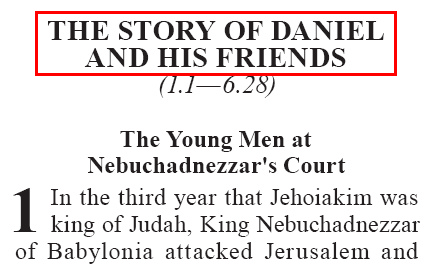 THE STORY OF DANIEL
AND HIS FRIENDS
(1.1—6.28)
The Young Men at
Nebuchadnezzar's Court
1 In the third year that Jehoiakim was
king of Judah, King Nebuchadnezzar
of Babylonia attacked Jerusalem and